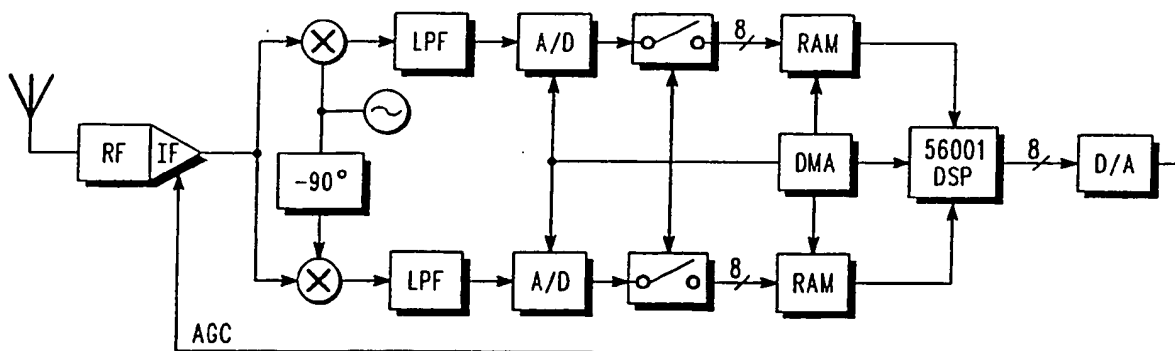 LPF A/D 8 RAM
RF IF -90° DMA 56001 DSP 8 D/A
LPF A/D 8 RAM
AGC